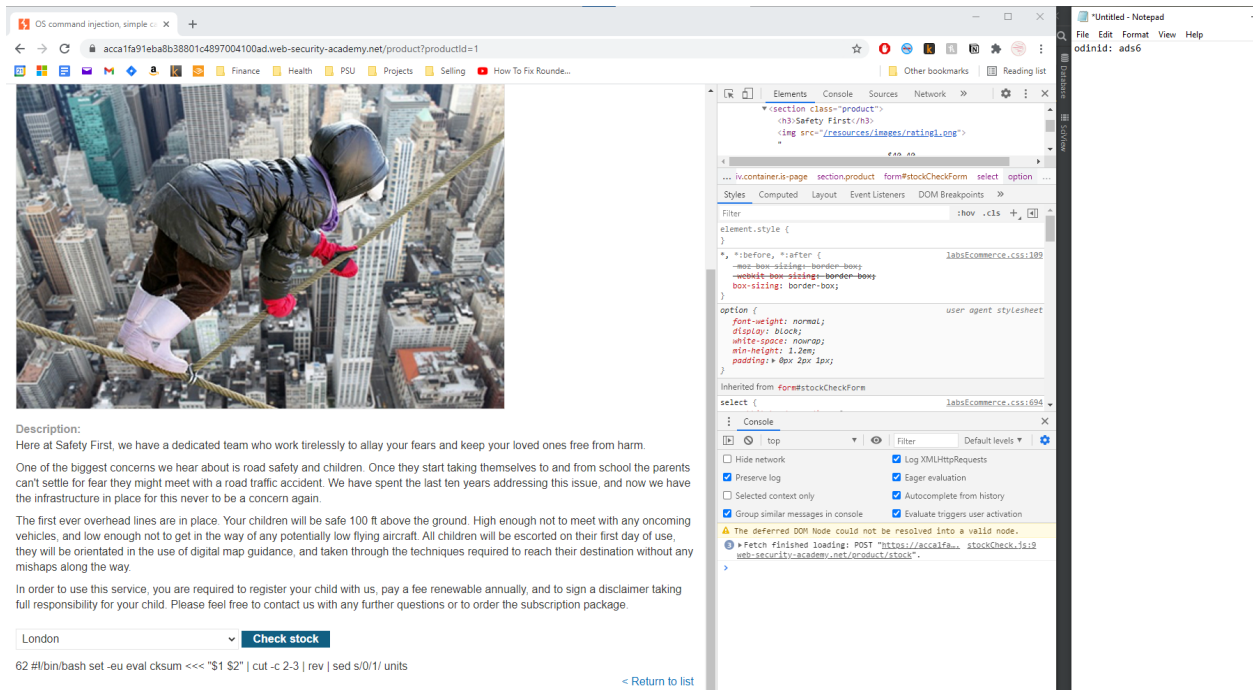 OS command injection, simple ca
acca1fa91eba8b38801c4897004100ad.web-security-academy.net/product?productId=1
Finance Health PSU Projects Selling How To Fix Rounde... Other bookmarks Reading list
Description:
Here at Safety First, we have a dedicated team who work tirelessly to allay your fears and keep your loved ones free from harm.
One of the biggest concerns we hear about is road safety and children. Once they start taking themselves to and from school the parents
can't settle for fear they might meet with a road traffic accident. We have spent the last ten years addressing this issue, and now we have
the infrastructure in place for this never to be a concern again.
The first ever overhead lines are in place. Your children will be safe 100 ft above the ground. High enough not to meet with any oncoming
vehicles, and low enough not to get in the way of any potentially low flying aircraft. All children will be escorted on their first day of use,
they will be orientated in the use of digital map guidance, and taken through the techniques required to reach their destination without any
mishaps along the way.
In order to use this service, you are required to register your child with us, pay a fee renewable annually, and to sign a disclaimer taking
full responsibility for your child. Please feel free to contact us with any further questions or to order the subscription package.
London Check stock
62 #!/bin/bash set -eu eval cksum <<< "$1 $2" | cut -c 2-3 | rev | sed s/0/1/ units
< Return to list
Elements Console Sources Network »
▼<section class="product">
<h3>Safety First</h3>
<img src="/resources/images/rating1.png">
"
... iv.container.is-page section.product form#stockCheckForm select option ...
Styles Computed Layout Event Listeners DOM Breakpoints »
Filter :hov .cls +
element.style {
}
*, *:before, *:after { labsEcommerce.css:109
-moz-box-sizing: border-box;
-webkit-box-sizing: border-box;
box-sizing: border-box;
}
option { user agent stylesheet
font-weight: normal;
display: block;
white-space: nowrap;
min-height: 1.2em;
padding: ▸ 0px 2px 1px;
}
Inherited from form#stockCheckForm
select { labsEcommerce.css:694
Console
top Filter Default levels ▼
Hide network Log XMLHttpRequests
Preserve log Eager evaluation
Selected context only Autocomplete from history
Group similar messages in console Evaluate triggers user activation
The deferred DOM Node could not be resolved into a valid node.
3 ▸Fetch finished loading: POST "https://acca1fa… stockCheck.js:9
web-security-academy.net/product/stock".
>
Database
SciView
*Untitled - Notepad
File Edit Format View Help
odinid: ads6